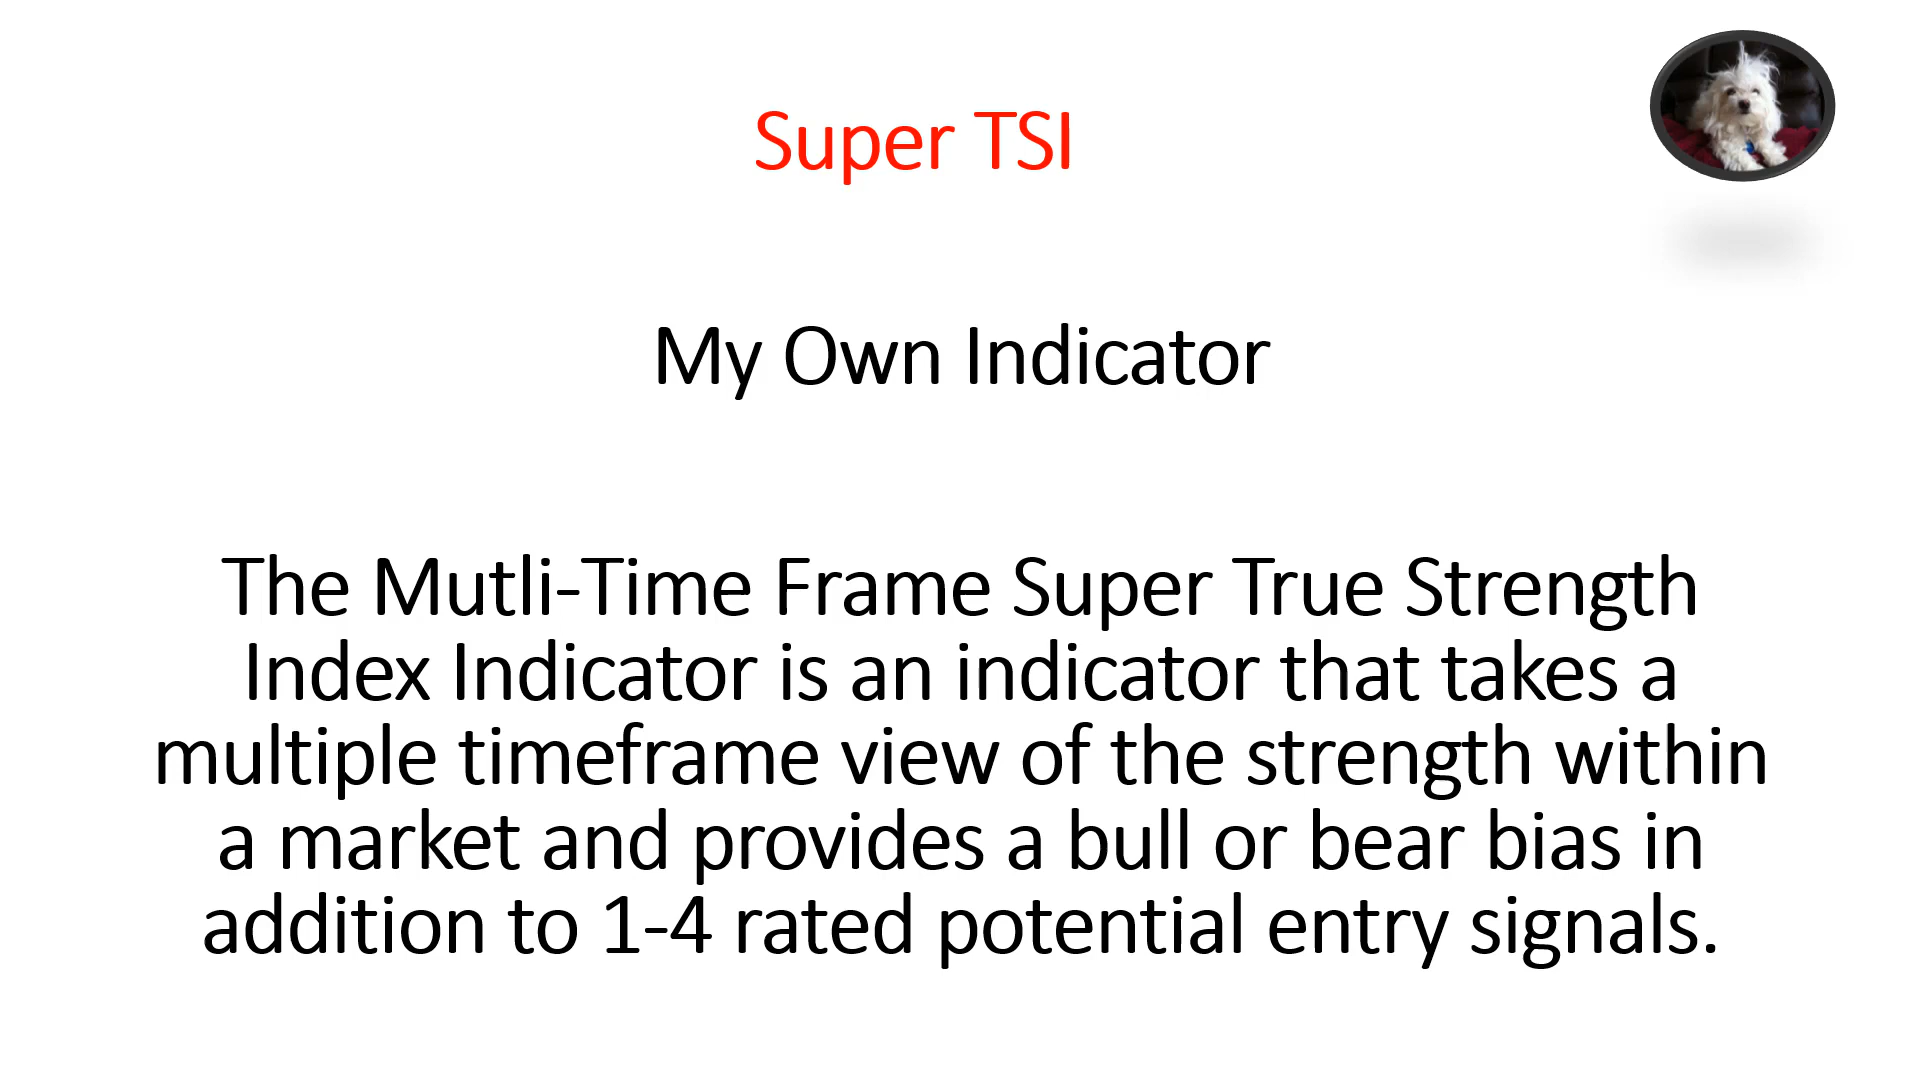 Super TSI
My Own Indicator
The Mutli-Time Frame Super True Strength
Index Indicator is an indicator that takes a
multiple timeframe view of the strength within
a market and provides a bull or bear bias in
addition to 1-4 rated potential entry signals.